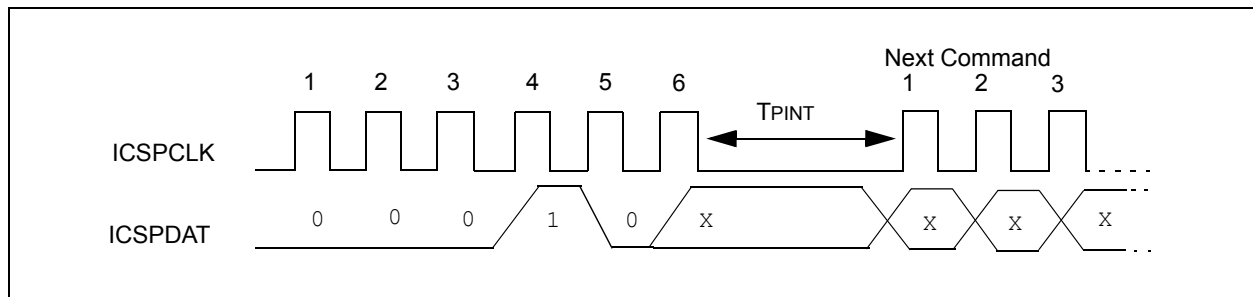 Next Command
1 2 3 4 5 6 1 2 3
TPINT
ICSPCLK
0 0 0 1 0 X X X X
ICSPDAT